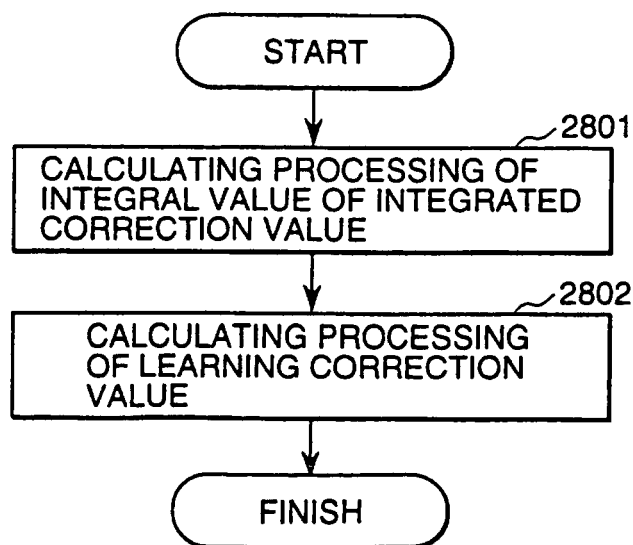 START
2801
CALCULATING PROCESSING OF
INTEGRAL VALUE OF INTEGRATED
CORRECTION VALUE
2802
CALCULATING PROCESSING
OF LEARNING CORRECTION
VALUE
FINISH